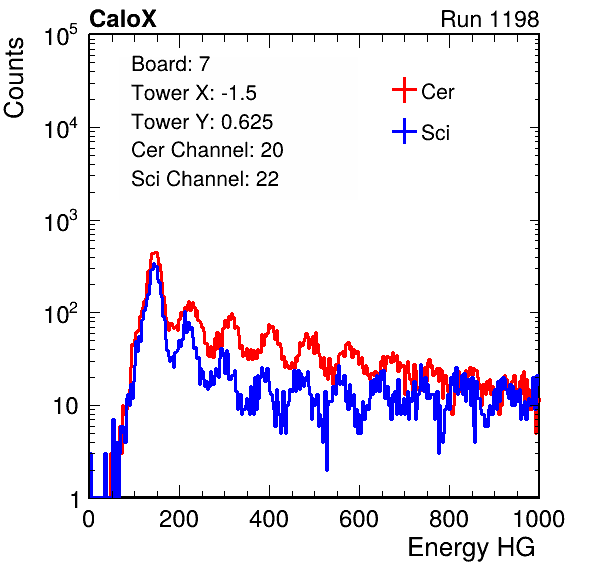 CaloX Run 1198
Counts
10^5
10^4
10^3
10^2
10
1
Board: 7
Tower X: -1.5
Tower Y: 0.625
Cer Channel: 20
Sci Channel: 22
Cer
Sci
0 200 400 600 800 1000
Energy HG